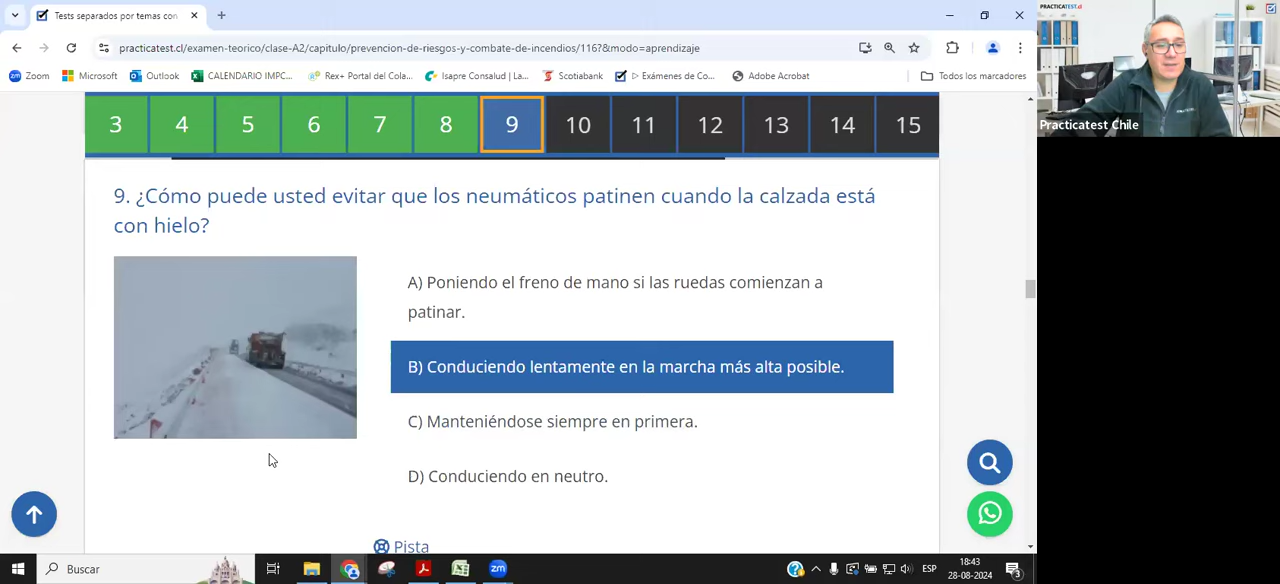 Tests separados por temas con
practicatest.cl/examen-teorico/clase-A2/capitulo/prevencion-de-riesgos-y-combate-de-incendios/116?&modo=aprendizaje
Zoom
Microsoft
Outlook
CALENDARIO IMPC...
Rex+ Portal del Cola...
Isapre Consalud | La...
Scotiabank
▷ Exámenes de Co...
Adobe Acrobat
Todos los marcadores
PRACTICATEST.cl
Practicatest Chile
3 4 5 6 7 8 9 10 11 12 13 14 15
9. ¿Cómo puede usted evitar que los neumáticos patinen cuando la calzada está
con hielo?
A) Poniendo el freno de mano si las ruedas comienzan a
patinar.
B) Conduciendo lentamente en la marcha más alta posible.
C) Manteniéndose siempre en primera.
D) Conduciendo en neutro.
Pista
Buscar
zm
ESP
18:43
28-08-2024
3